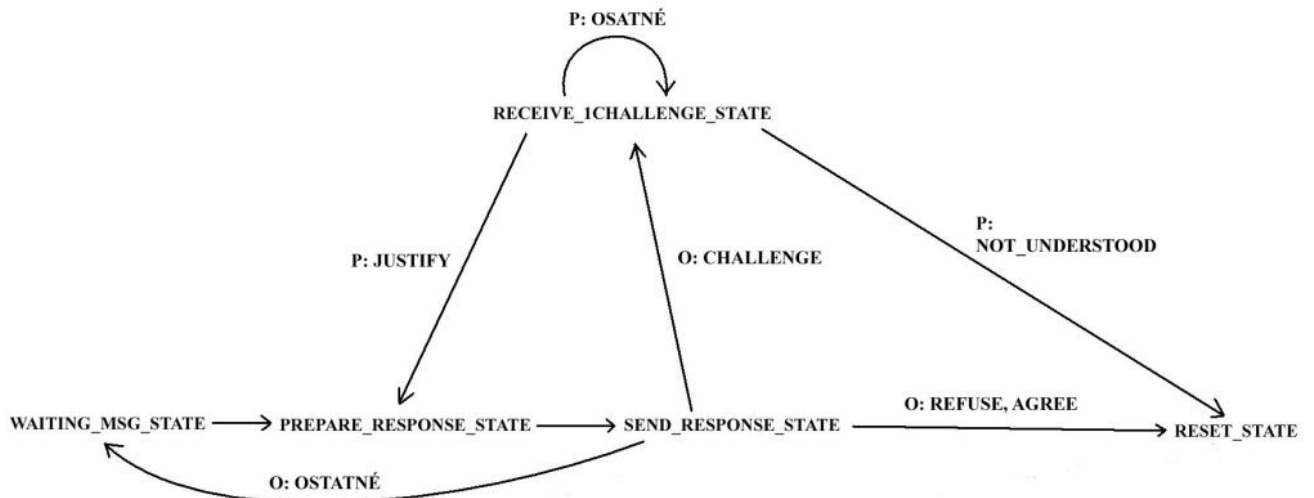 P: OSATNÉ
RECEIVE_1CHALLENGE_STATE
P:
NOT_UNDERSTOOD
P: JUSTIFY
O: CHALLENGE
O: REFUSE, AGREE
WAITING_MSG_STATE
PREPARE_RESPONSE_STATE
SEND_RESPONSE_STATE
RESET_STATE
O: OSTATNÉ